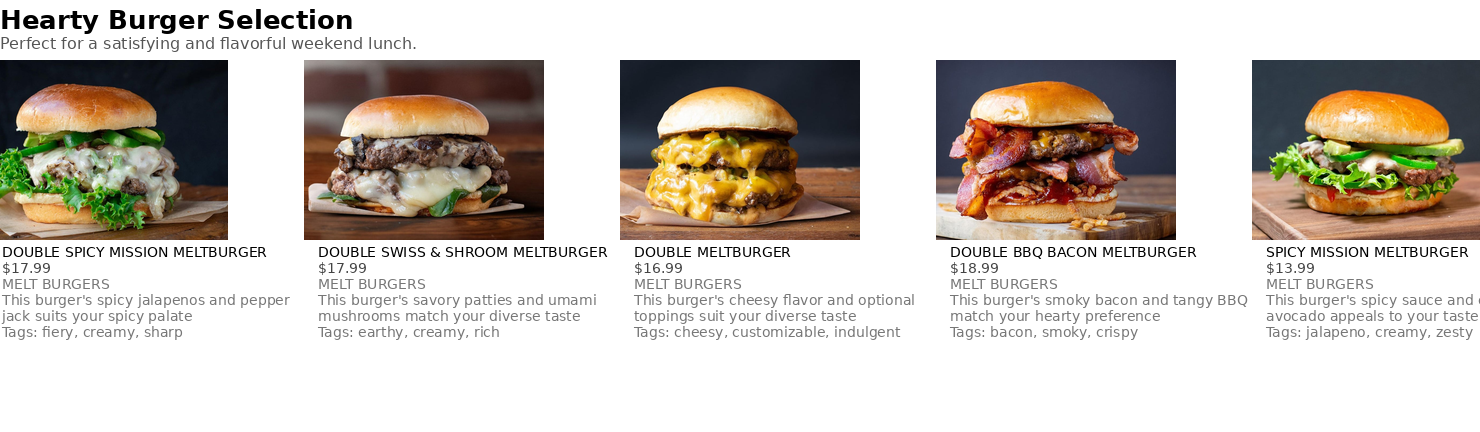 Hearty Burger Selection
Perfect for a satisfying and flavorful weekend lunch.
DOUBLE SPICY MISSION MELTBURGER
$17.99
MELT BURGERS
This burger's spicy jalapenos and pepper
jack suits your spicy palate
Tags: fiery, creamy, sharp
DOUBLE SWISS & SHROOM MELTBURGER
$17.99
MELT BURGERS
This burger's savory patties and umami
mushrooms match your diverse taste
Tags: earthy, creamy, rich
DOUBLE MELTBURGER
$16.99
MELT BURGERS
This burger's cheesy flavor and optional
toppings suit your diverse taste
Tags: cheesy, customizable, indulgent
DOUBLE BBQ BACON MELTBURGER
$18.99
MELT BURGERS
This burger's smoky bacon and tangy BBQ
match your hearty preference
Tags: bacon, smoky, crispy
SPICY MISSION MELTBURGER
$13.99
MELT BURGERS
This burger's spicy sauce and
avocado appeals to your taste
Tags: jalapeno, creamy, zesty